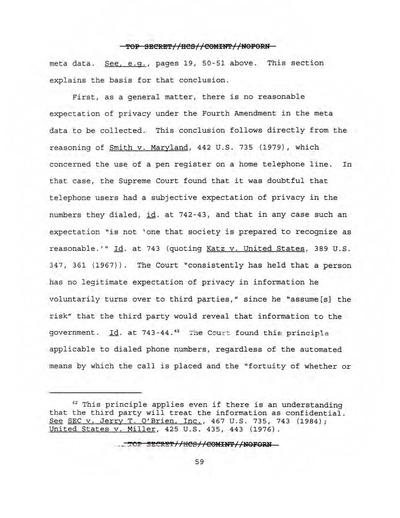 TOP SECRET//HCS//COMINT//NOFORN
meta data. See, e.g., pages 19, 50-51 above. This section
explains the basis for that conclusion.
First, as a general matter, there is no reasonable
expectation of privacy under the Fourth Amendment in the meta
data to be collected. This conclusion follows directly from the
reasoning of Smith v. Maryland, 442 U.S. 735 (1979), which
concerned the use of a pen register on a home telephone line. In
that case, the Supreme Court found that it was doubtful that
telephone users had a subjective expectation of privacy in the
numbers they dialed, id. at 742-43, and that in any case such an
expectation "is not 'one that society is prepared to recognize as
reasonable.'" Id. at 743 (quoting Katz v. United States, 389 U.S.
347, 361 (1967)). The Court "consistently has held that a person
has no legitimate expectation of privacy in information he
voluntarily turns over to third parties," since he "assume[s] the
risk" that the third party would reveal that information to the
government. Id. at 743-44.42 The Court found this principle
applicable to dialed phone numbers, regardless of the automated
means by which the call is placed and the "fortuity of whether or
42 This principle applies even if there is an understanding
that the third party will treat the information as confidential.
See SEC v. Jerry T. O'Brien, Inc., 467 U.S. 735, 743 (1984);
United States v. Miller, 425 U.S. 435, 443 (1976).
TOP SECRET//HCS//COMINT//NOFORN
59